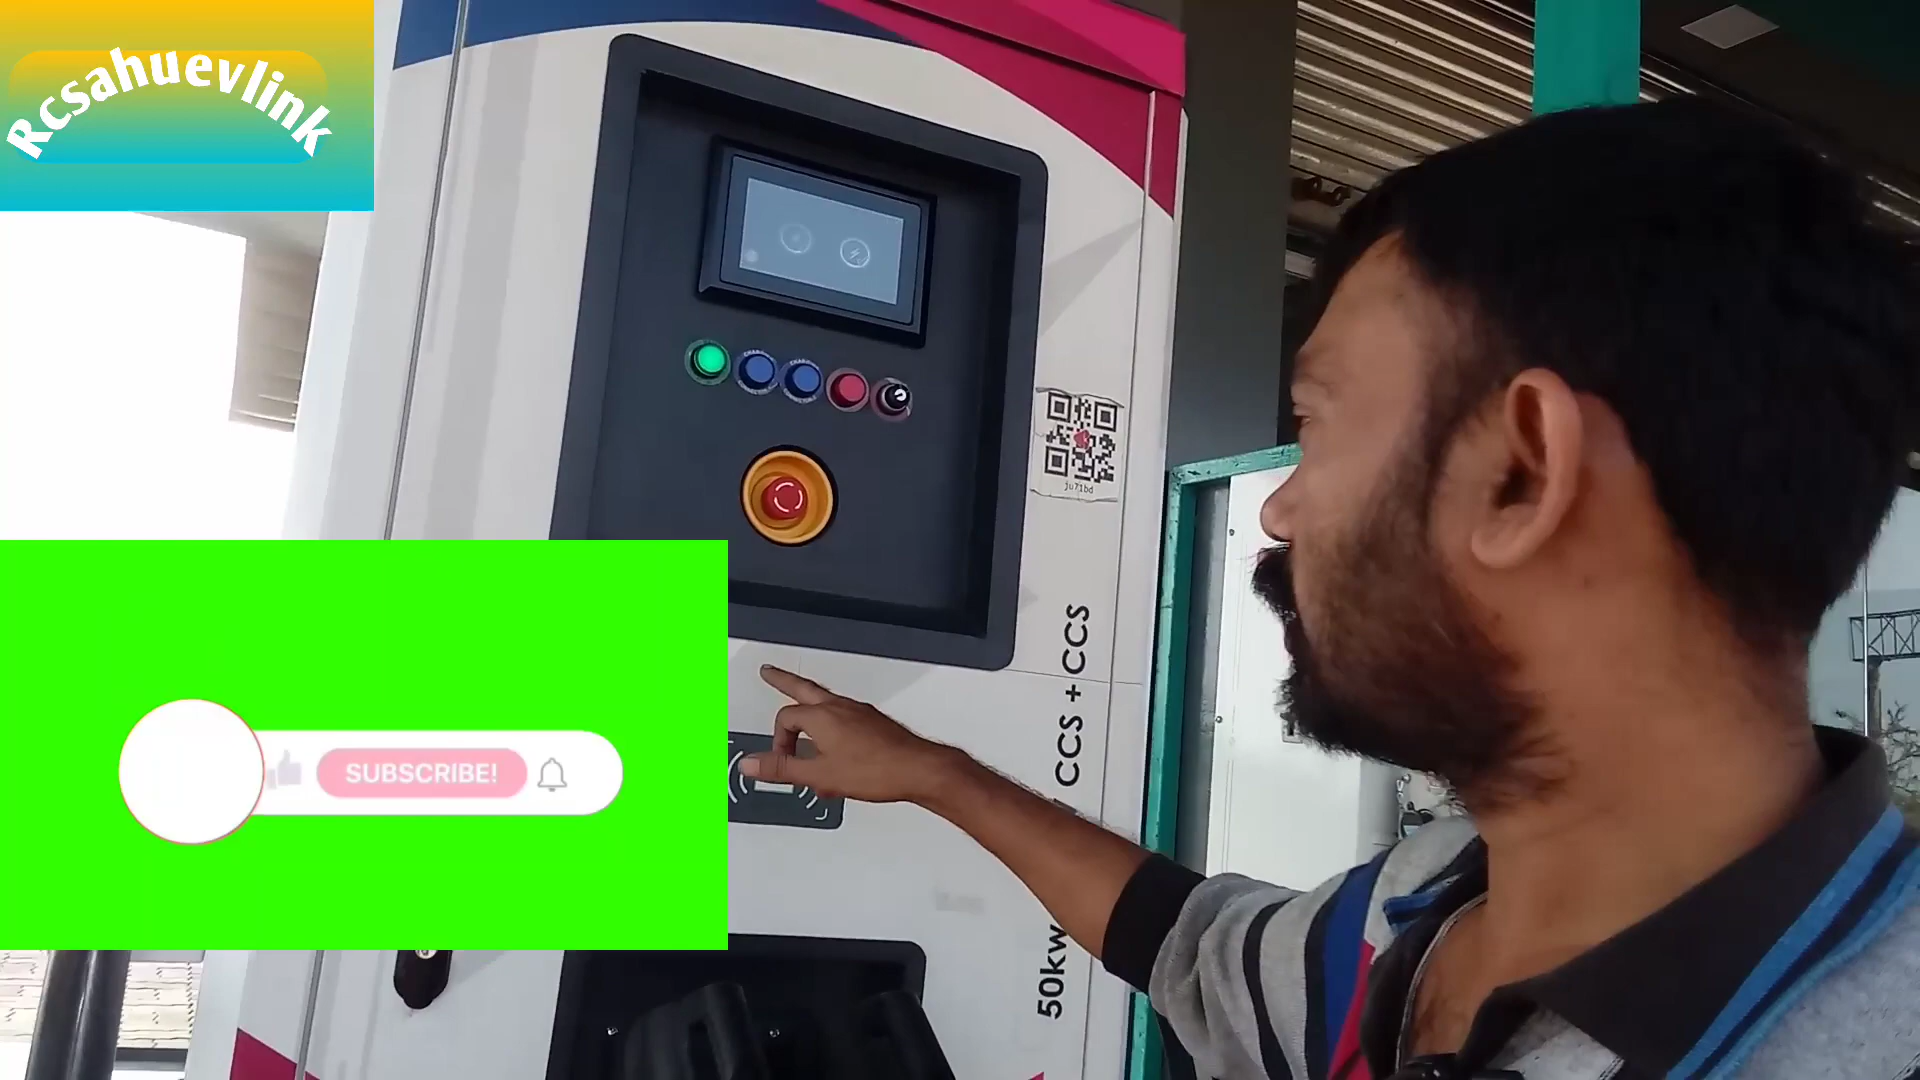 Rcsahuevlink
ju71bd
SUBSCRIBE!
CCS + CCS
50kw